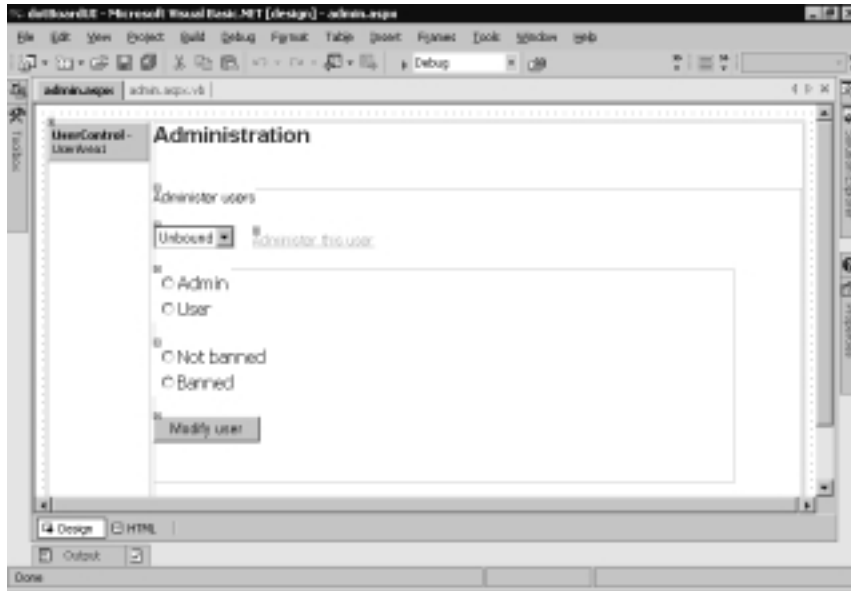 dotBoardUI - Microsoft Visual Basic .NET [design] - admin.aspx
File Edit View Project Build Debug Format Table Insert Frames Tools Window Help
Debug
admin.aspx admin.aspx.vb
Toolbox
UserControl -
UserArea1
Administration
Administer users
Unbound Administer this user
Admin
User
Not banned
Banned
Modify user
Design HTML
Output
Done
Properties